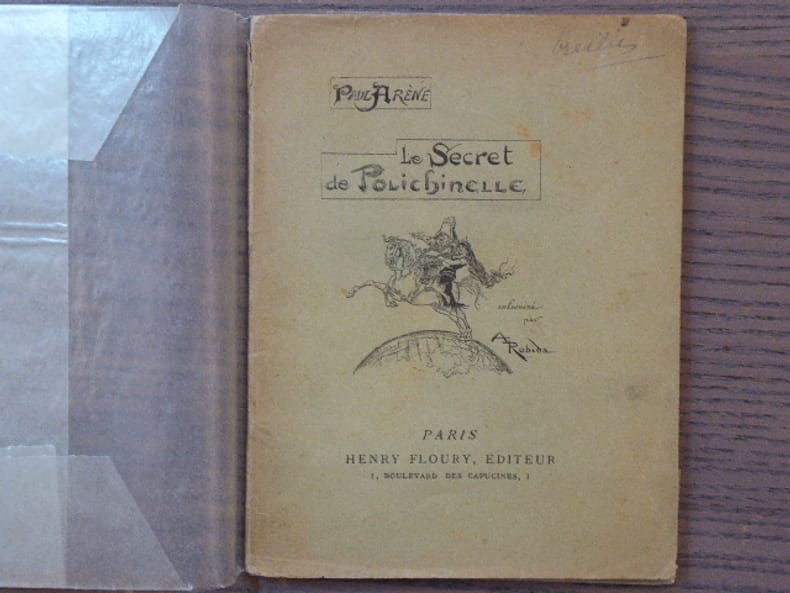 PAUL ARÈNE
Le Secret
de POLICHINELLE
enluminé
par
A Robida
PARIS
HENRY FLOURY, ÉDITEUR
1, BOULEVARD DES CAPUCINES, 1